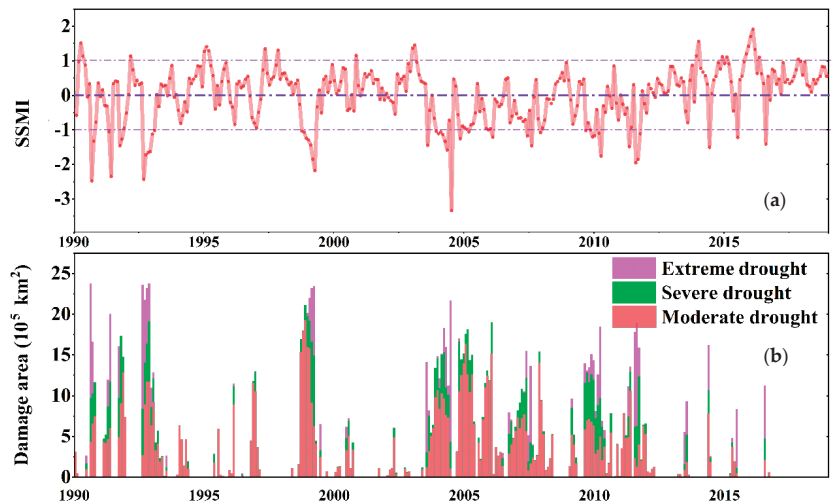 2
1
0
-1
-2
-3
SSMI
(a)
1990 1995 2000 2005 2010 2015
25
20
15
10
5
0
Damage area (10⁵ km²)
Extreme drought
Severe drought
Moderate drought
(b)
1990 1995 2000 2005 2010 2015